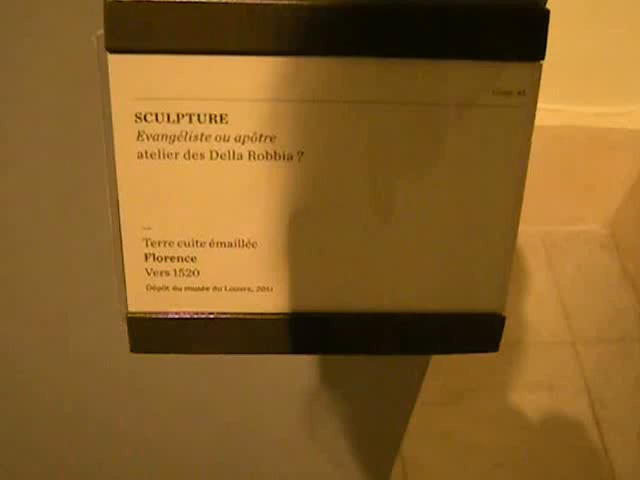 SCULPTURE
Evangéliste ou apôtre
atelier des Della Robbia ?
—
Terre cuite émaillée
Florence
Vers 1520
Dépôt du musée du Louvre, 2011